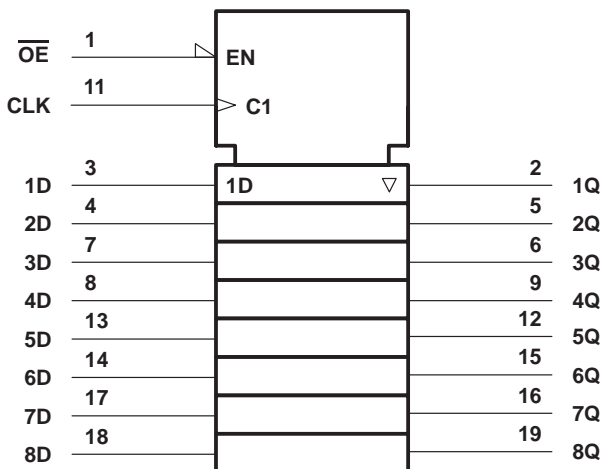 OE 1 EN
CLK 11 C1
1D 3 1D 2 1Q
2D 4 5 2Q
3D 7 6 3Q
4D 8 9 4Q
5D 13 12 5Q
6D 14 15 6Q
7D 17 16 7Q
8D 18 19 8Q